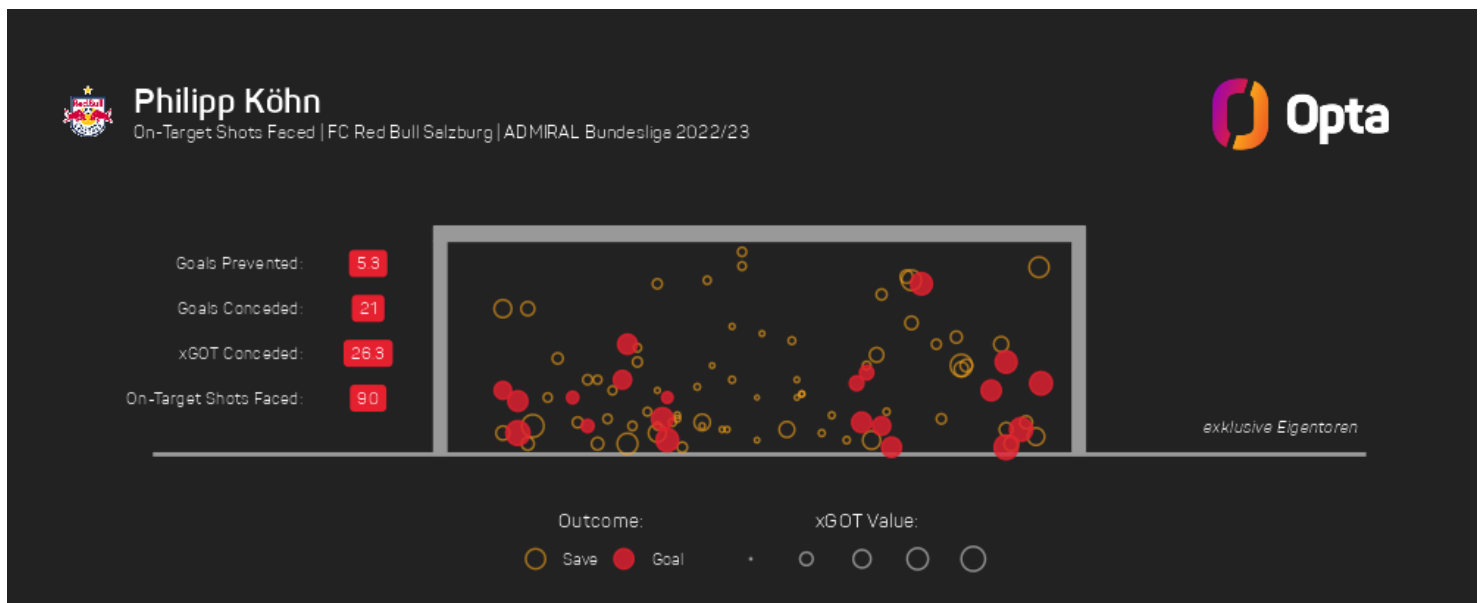 Philipp Köhn
On-Target Shots Faced | FC Red Bull Salzburg | ADMIRAL Bundesliga 2022/23
Opta
Goals Prevented: 5.3
Goals Conceded: 21
xGOT Conceded: 26.3
On-Target Shots Faced: 90
exklusive Eigentoren
Outcome: xGOT Value:
Save Goal